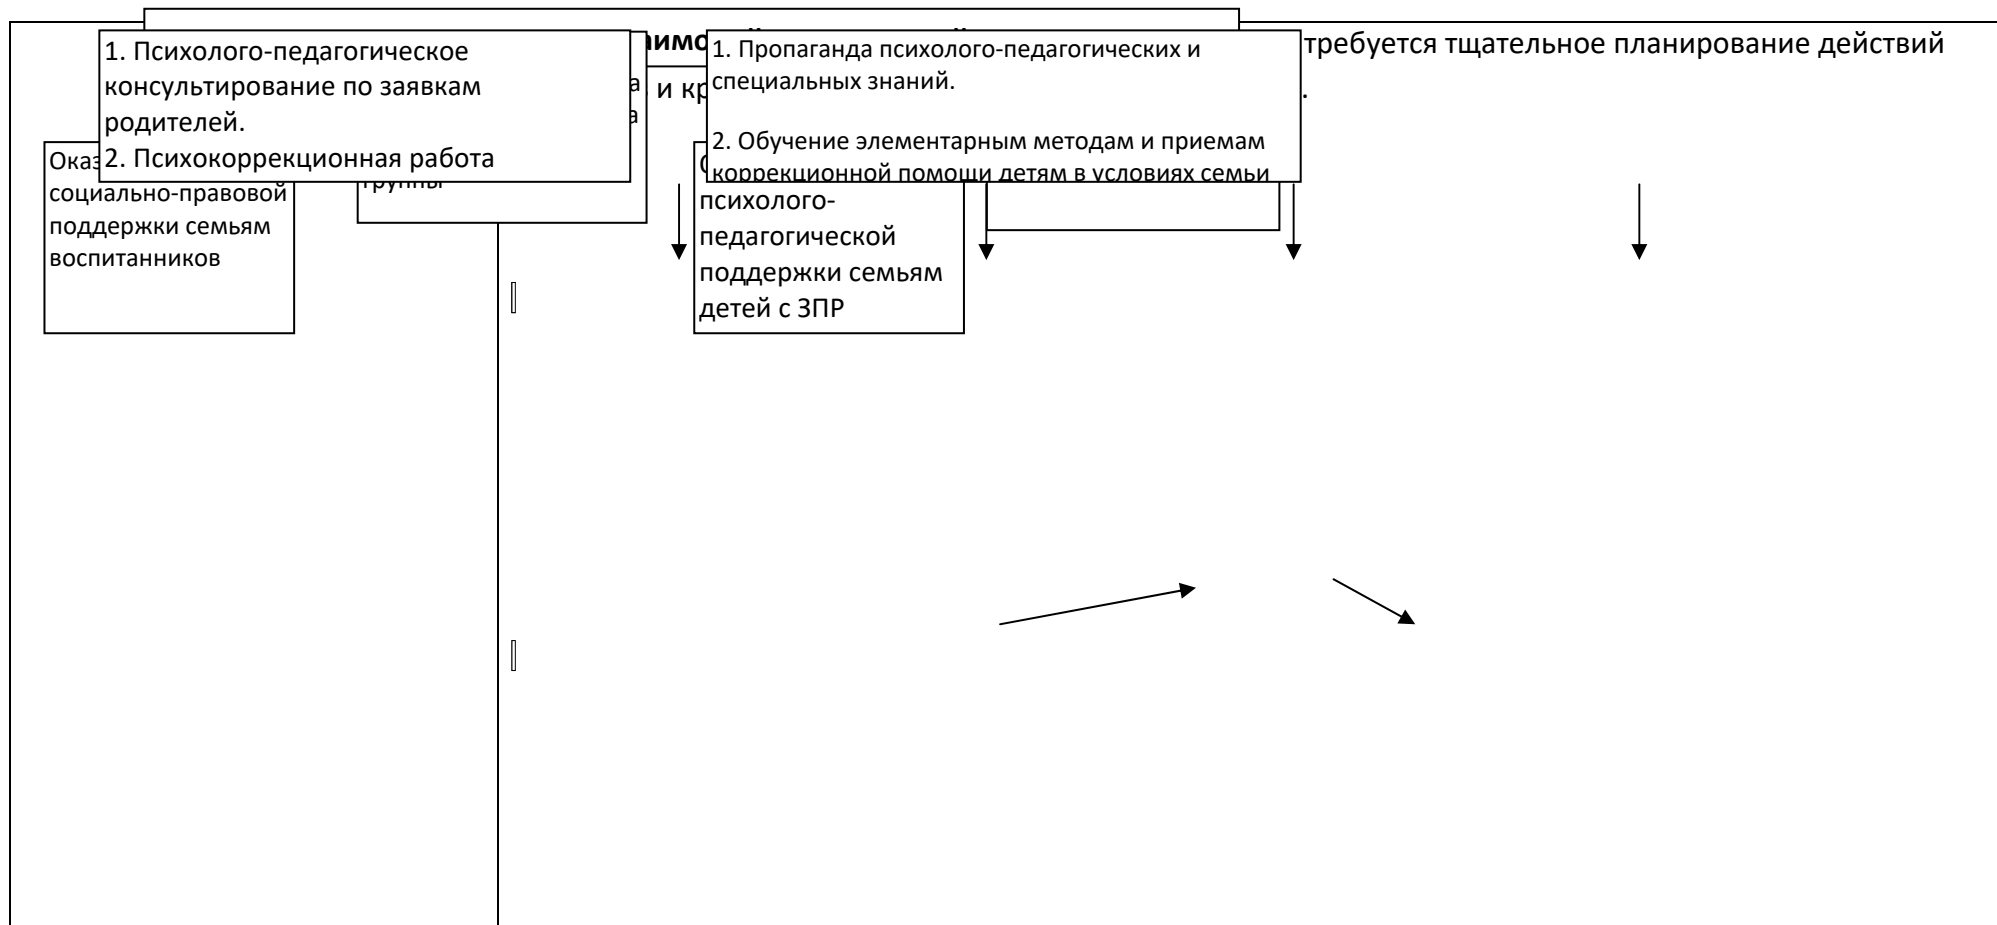 1. Психолого-педагогическое
консультирование по заявкам
родителей.
2. Психокоррекционная работа
1. Пропаганда психолого-педагогических и
специальных знаний.
2. Обучение элементарным методам и приемам
коррекционной помощи детям в условиях семьи
требуется тщательное планирование действий
и
.
социально-правовой
поддержки семьям
воспитанников
группы
психолого-
педагогической
поддержки семьям
детей с ЗПР